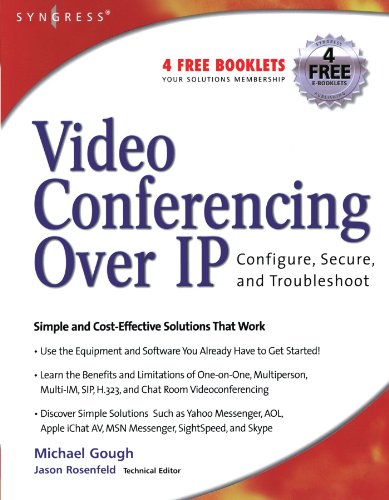 SYNGRESS®
4 FREE BOOKLETS
YOUR SOLUTIONS MEMBERSHIP
SYNGRESS
4
FREE
E-BOOKLETS
PUBLISHING
Video
Conferencing
Over IP
Configure, Secure,
and Troubleshoot
Simple and Cost-Effective Solutions That Work
• Use the Equipment and Software You Already Have to Get Started!
• Learn the Benefits and Limitations of One-on-One, Multiperson,
Multi-IM, SIP, H.323, and Chat Room Videoconferencing
• Discover Simple Solutions Such as Yahoo Messenger, AOL,
Apple iChat AV, MSN Messenger, SightSpeed, and Skype
Michael Gough
Jason Rosenfeld Technical Editor